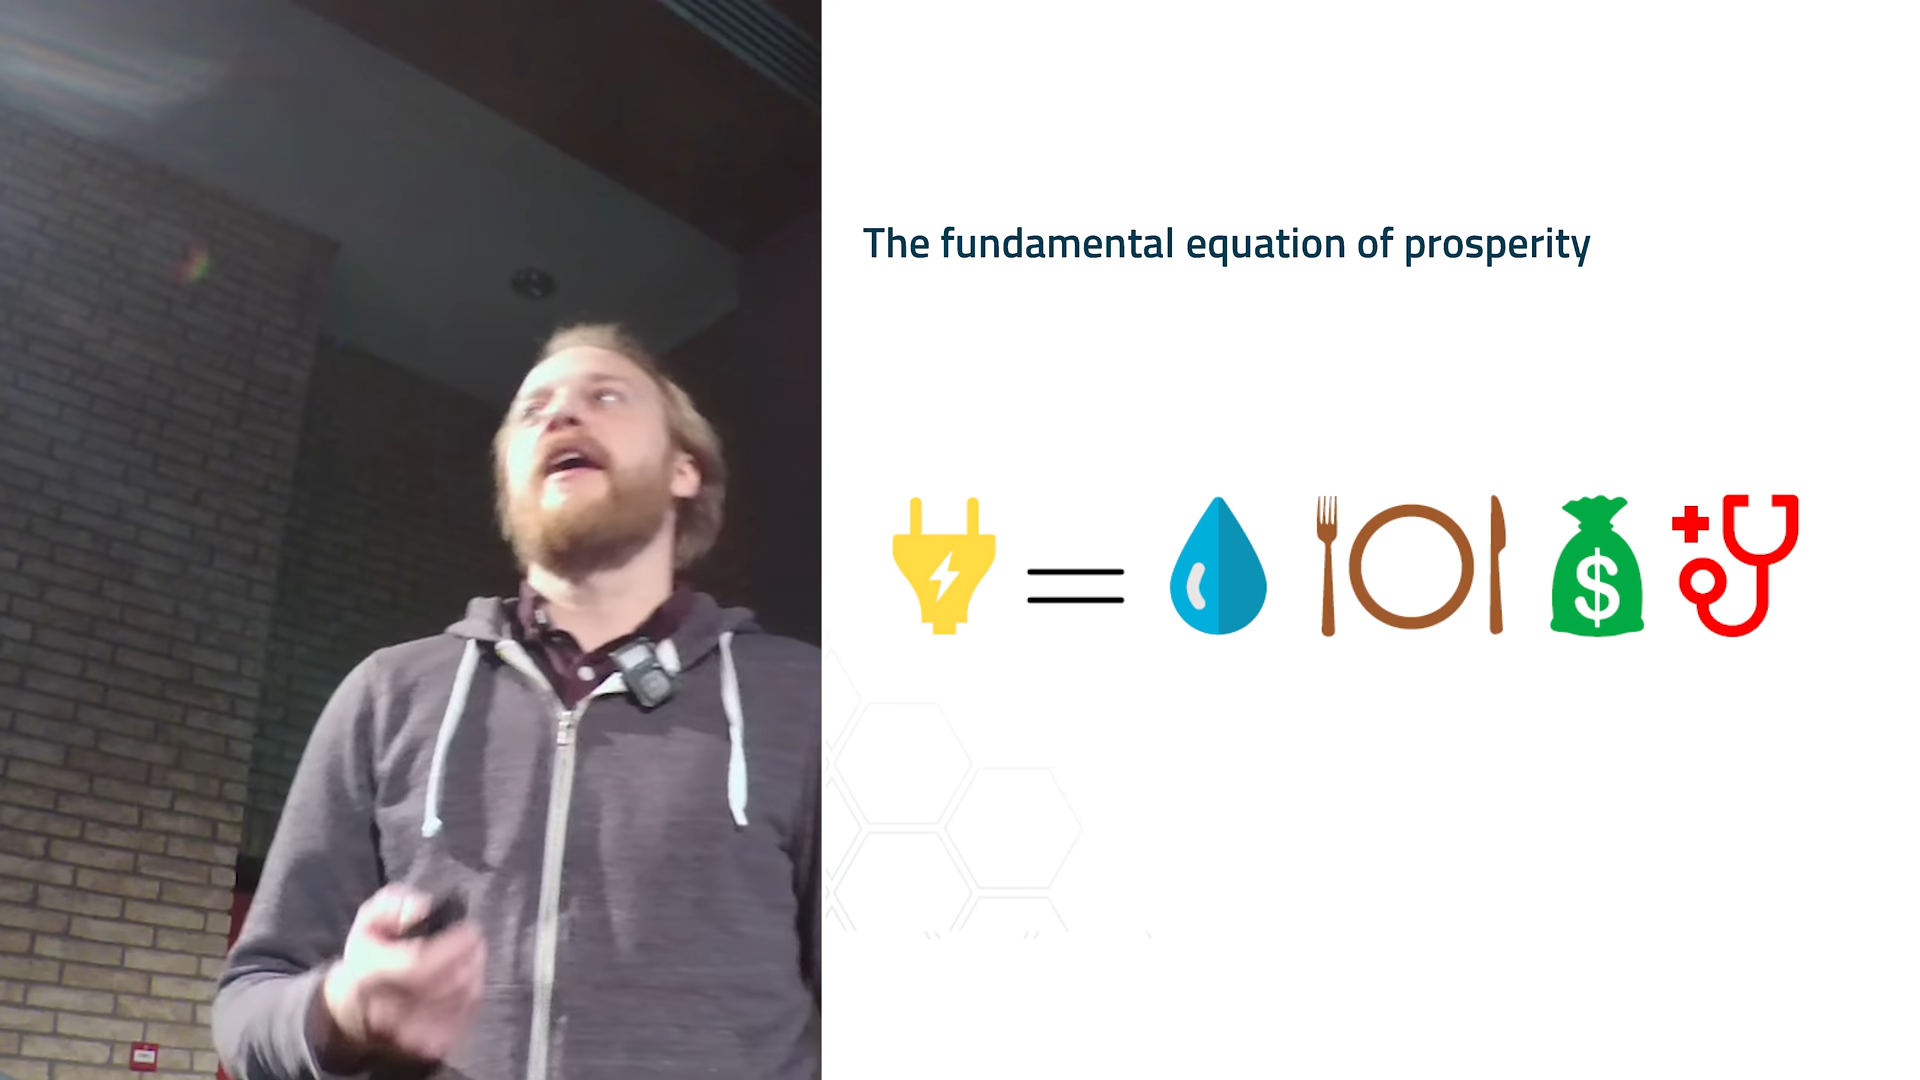 The fundamental equation of prosperity
$